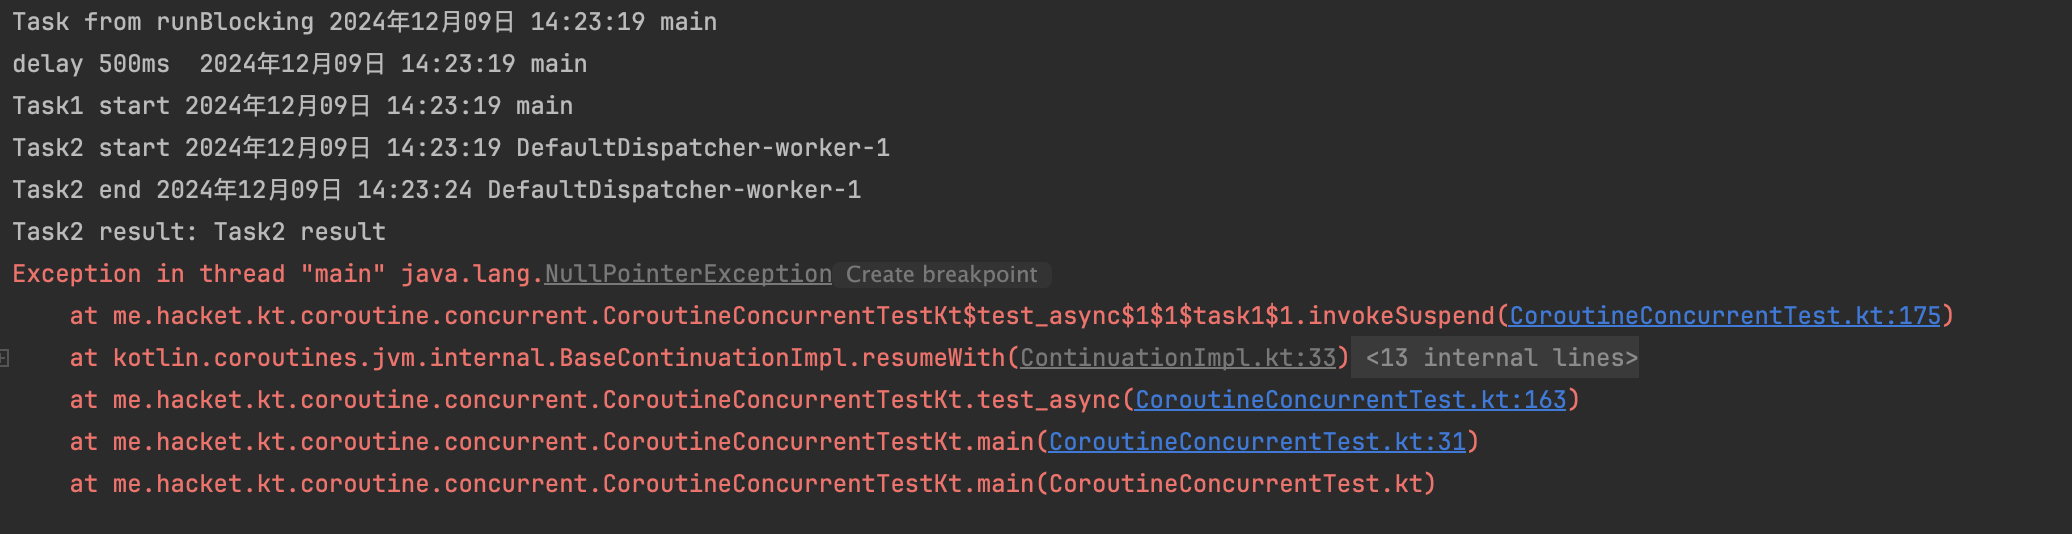 Task from runBlocking 2024年12月09日 14:23:19 main
delay 500ms  2024年12月09日 14:23:19 main
Task1 start 2024年12月09日 14:23:19 main
Task2 start 2024年12月09日 14:23:19 DefaultDispatcher-worker-1
Task2 end 2024年12月09日 14:23:24 DefaultDispatcher-worker-1
Task2 result: Task2 result
Exception in thread "main" java.lang.NullPointerException Create breakpoint
    at me.hacket.kt.coroutine.concurrent.CoroutineConcurrentTestKt$test_async$1$1$task1$1.invokeSuspend(CoroutineConcurrentTest.kt:175)
    at kotlin.coroutines.jvm.internal.BaseContinuationImpl.resumeWith(ContinuationImpl.kt:33) <13 internal lines>
    at me.hacket.kt.coroutine.concurrent.CoroutineConcurrentTestKt.test_async(CoroutineConcurrentTest.kt:163)
    at me.hacket.kt.coroutine.concurrent.CoroutineConcurrentTestKt.main(CoroutineConcurrentTest.kt:31)
    at me.hacket.kt.coroutine.concurrent.CoroutineConcurrentTestKt.main(CoroutineConcurrentTest.kt)